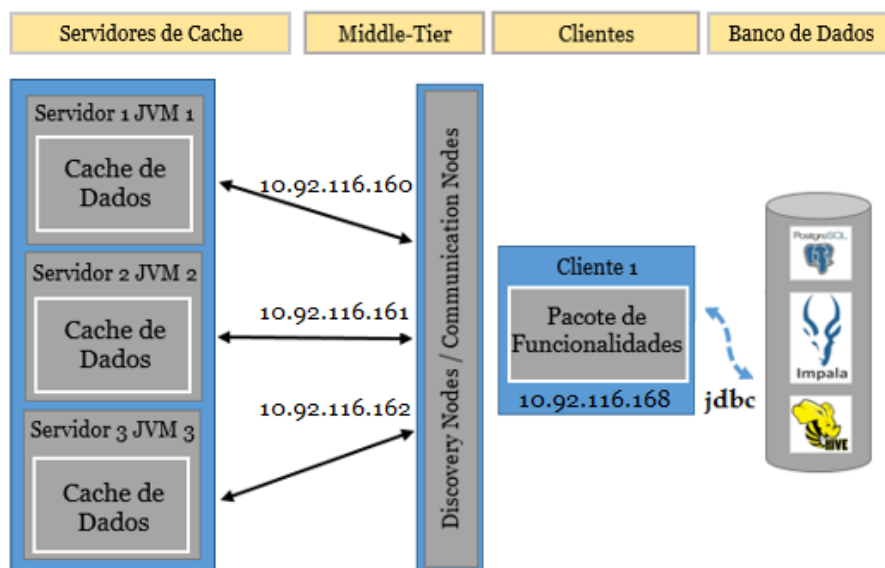 Servidores de Cache
Middle-Tier
Clientes
Banco de Dados
Servidor 1 JVM 1
Cache de
Dados
Servidor 2 JVM 2
Cache de
Dados
Servidor 3 JVM 3
Cache de
Dados
10.92.116.160
10.92.116.161
10.92.116.162
Discovery Nodes / Communication Nodes
Cliente 1
Pacote de
Funcionalidades
10.92.116.168
jdbc
PostgreSQL
Impala
HIVE